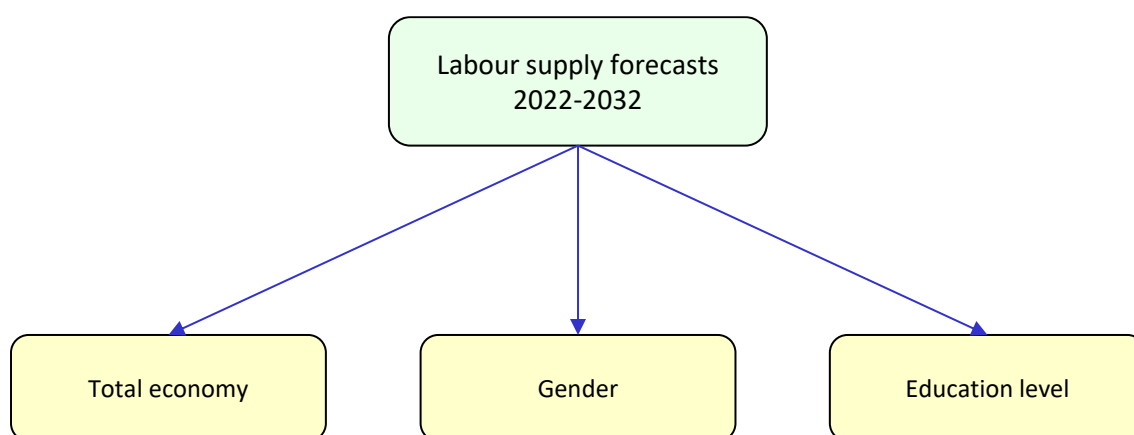 Labour supply forecasts
2022-2032
Total economy
Gender
Education level